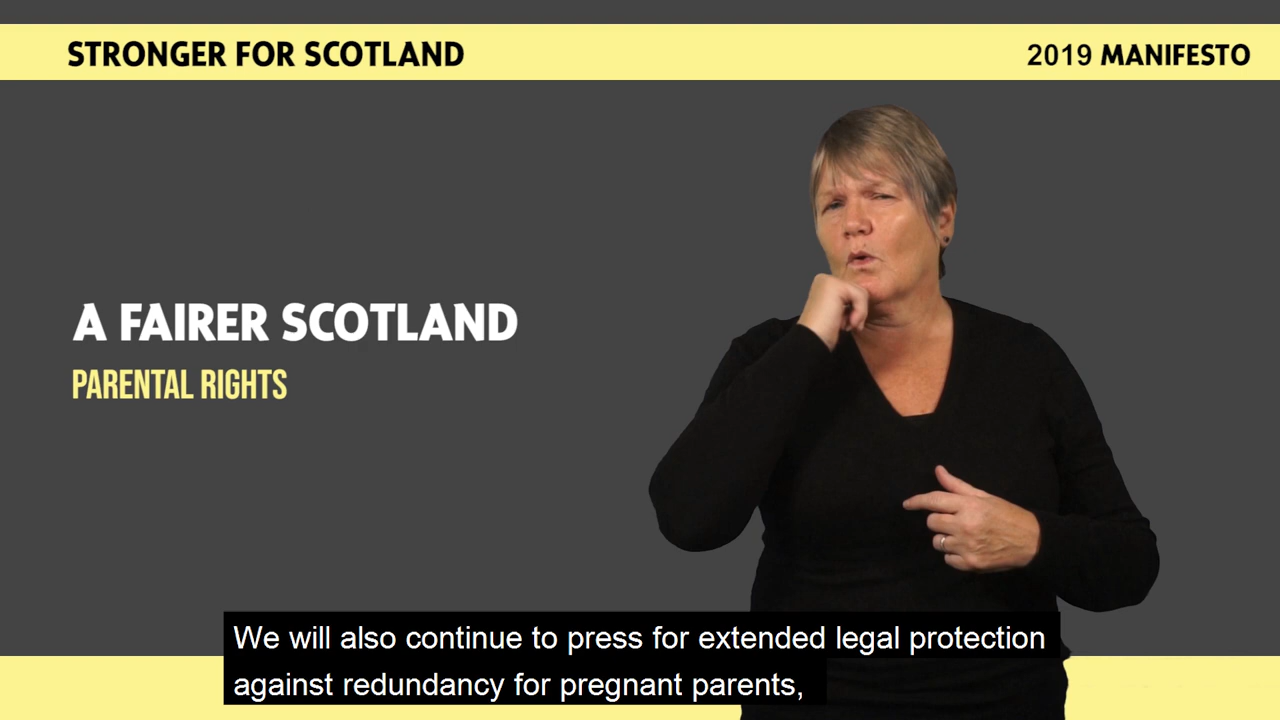 STRONGER FOR SCOTLAND
2019 MANIFESTO
A FAIRER SCOTLAND
PARENTAL RIGHTS
We will also continue to press for extended legal protection
against redundancy for pregnant parents,